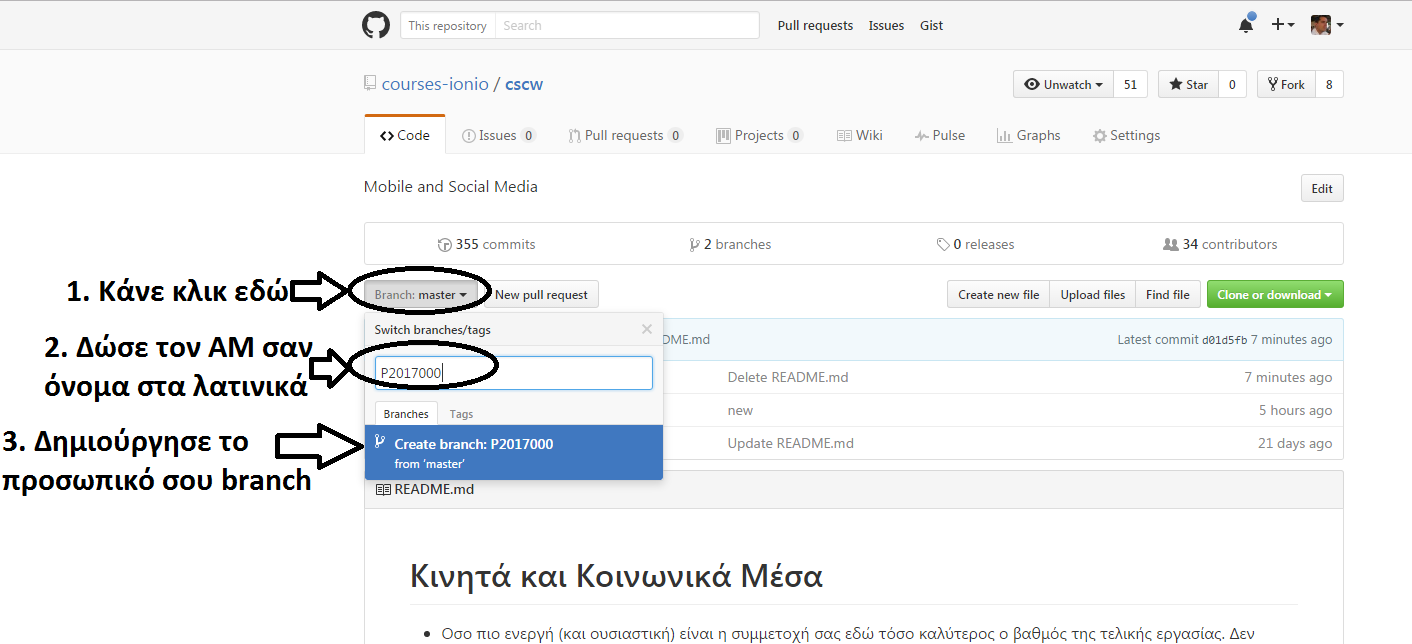 This repository Search Pull requests Issues Gist
courses-ionio / cscw Unwatch 51 Star 0 Fork 8
Code Issues 0 Pull requests 0 Projects 0 Wiki Pulse Graphs Settings
Mobile and Social Media Edit
355 commits 2 branches 0 releases 34 contributors
1. Κάνε κλικ εδώ
Branch: master New pull request Create new file Upload files Find file Clone or download
Switch branches/tags
DME.md Latest commit d01d5fb 7 minutes ago
2. Δώσε τον ΑΜ σαν
όνομα στα λατινικά
P2017000
Delete README.md 7 minutes ago
Branches Tags
new 5 hours ago
3. Δημιούργησε το
προσωπικό σου branch
Create branch: P2017000
from ‘master’
Update README.md 21 days ago
README.md
Κινητά και Κοινωνικά Μέσα
• Οσο πιο ενεργή (και ουσιαστική) είναι η συμμετοχή σας εδώ τόσο καλύτερος ο βαθμός της τελικής εργασίας. Δεν